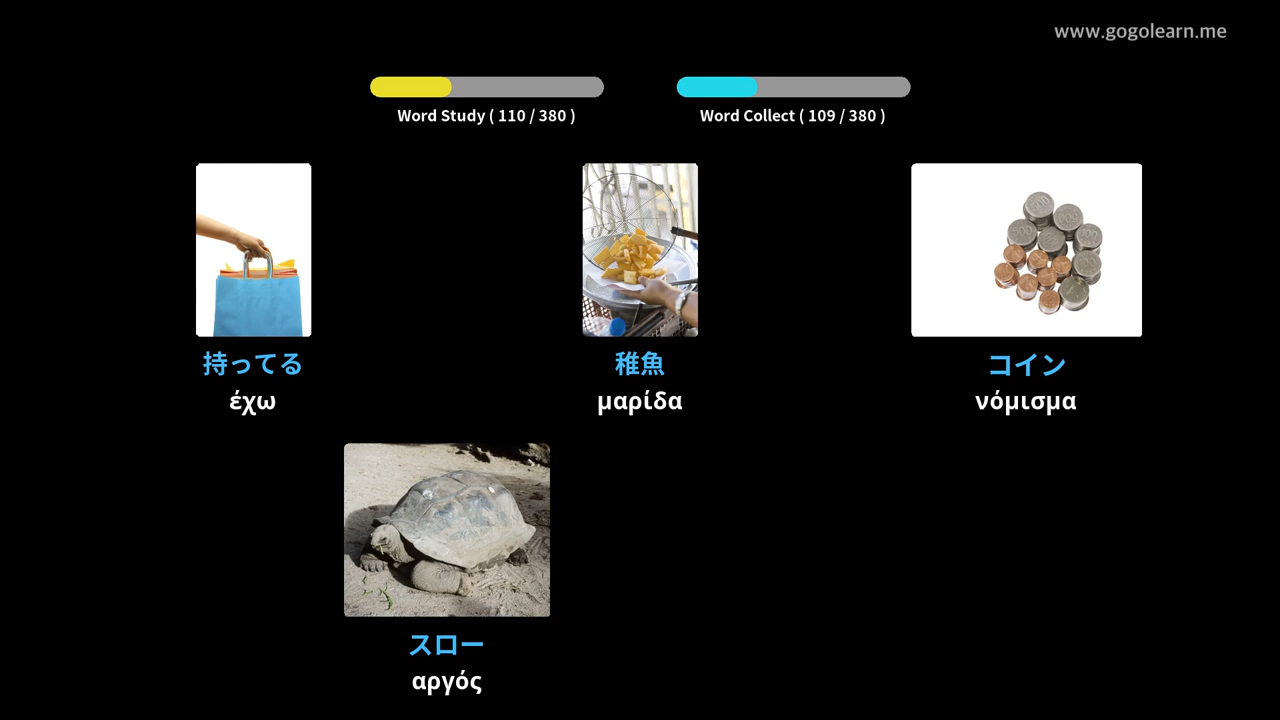 www.gogolearn.me
Word Study ( 110 / 380 )
Word Collect ( 109 / 380 )
持ってる
έχω
稚魚
μαρίδα
コイン
νόμισμα
スロー
αργός